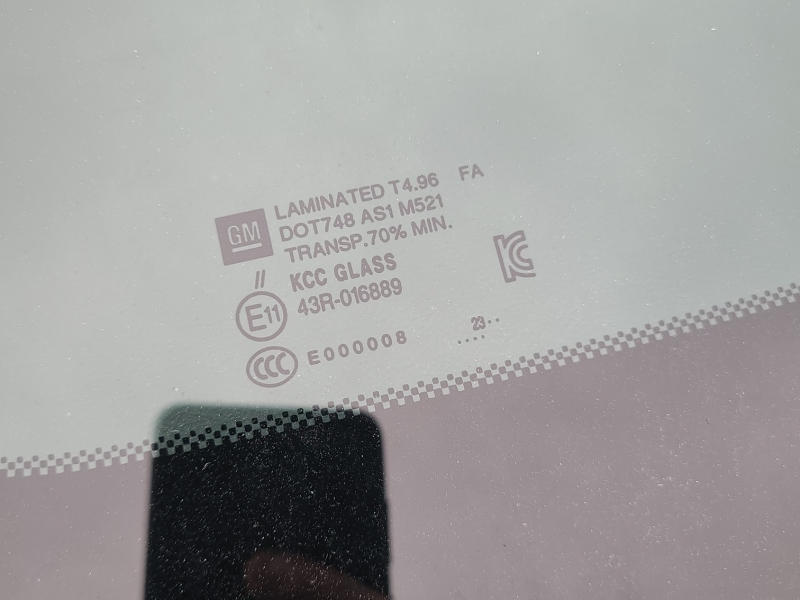 LAMINATED T4.96 FA
GM
DOT748 AS1 M521
TRANSP.70% MIN.
//
KCC GLASS
E11
43R-016889
KC
CCC
E000008
23